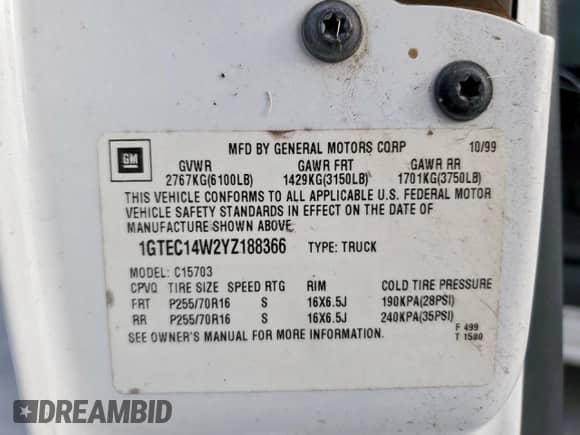 GM
MFD BY GENERAL MOTORS CORP 10/99
GVWR GAWR FRT GAWR RR
2767KG(6100LB) 1429KG(3150LB) 1701KG(3750LB)
THIS VEHICLE CONFORMS TO ALL APPLICABLE U.S. FEDERAL MOTOR
VEHICLE SAFETY STANDARDS IN EFFECT ON THE DATE OF
MANUFACTURE SHOWN ABOVE.
1GTEC14W2YZ188366 TYPE: TRUCK
MODEL: C15703
CPVQ TIRE SIZE SPEED RTG RIM COLD TIRE PRESSURE
FRT P255/70R16 S 16X6.5J 190KPA(28PSI)
RR P255/70R16 S 16X6.5J 240KPA(35PSI)
SEE OWNER'S MANUAL FOR MORE INFORMATION.
F 499
T 1580
DREAMBID